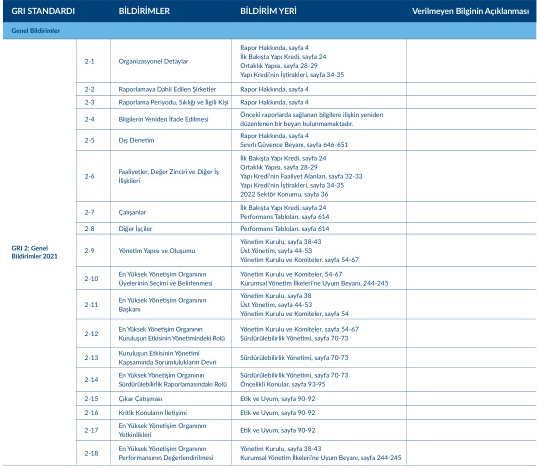 GRI STANDARDI BİLDİRİMLER BİLDİRİM YERİ Verilmeyen Bilginin Açıklanması
Genel Bildirimler
GRI 2: Genel
Bildirimler 2021
2-1 Organizasyonel Detaylar
Rapor Hakkında, sayfa 4
İlk Bakışta Yapı Kredi, sayfa 24
Ortaklık Yapısı, sayfa 28-29
Yapı Kredi'nin İştirakleri, sayfa 34-35
2-2 Raporlamaya Dahil Edilen Şirketler Rapor Hakkında, sayfa 4
2-3 Raporlama Periyodu, Sıklığı ve İlgili Kişi Rapor Hakkında, sayfa 4
2-4 Bilgilerin Yeniden İfade Edilmesi
Önceki raporlarda sağlanan bilgilere ilişkin yeniden
düzenlenen bir beyan bulunmamaktadır.
2-5 Dış Denetim
Rapor Hakkında, sayfa 4
Sınırlı Güvence Beyanı, sayfa 646-651
2-6 Faaliyetler, Değer Zinciri ve Diğer İş
İlişkileri
İlk Bakışta Yapı Kredi, sayfa 24
Ortaklık Yapısı, sayfa 28-29
Yapı Kredi'nin Faaliyet Alanları, sayfa 32-33
Yapı Kredi'nin İştirakleri, sayfa 34-35
2022 Sektör Konumu, sayfa 36
2-7 Çalışanlar
İlk Bakışta Yapı Kredi, sayfa 24
Performans Tabloları, sayfa 614
2-8 Diğer İşçiler Performans Tabloları, sayfa 614
2-9 Yönetim Yapısı ve Oluşumu
Yönetim Kurulu, sayfa 38-43
Üst Yönetim, sayfa 44-53
Yönetim Kurulu ve Komiteler, sayfa 54-67
2-10 En Yüksek Yönetişim Organının
Üyelerinin Seçimi ve Belirlenmesi
Yönetim Kurulu ve Komiteler, 54-67
Kurumsal Yönetim İlkeleri'ne Uyum Beyanı, 244-245
2-11 En Yüksek Yönetişim Organının
Başkanı
Yönetim Kurulu, sayfa 38
Üst Yönetim, sayfa 44-53
Yönetim Kurulu ve Komiteler, sayfa 54
2-12 En Yüksek Yönetişim Organının
Kuruluşun Etkisinin Yönetimindeki Rolü
Yönetim Kurulu ve Komiteler, sayfa 54-67
Sürdürülebilirlik Yönetimi, sayfa 70-73
2-13 Kuruluşun Etkisinin Yönetimi
Kapsamında Sorumlulukların Devri
Sürdürülebilirlik Yönetimi, sayfa 70-73
2-14 En Yüksek Yönetişim Organının
Sürdürülebilirlik Raporlamasındaki Rolü
Sürdürülebilirlik Yönetimi, sayfa 70-73
Öncelikli Konular, sayfa 93-95
2-15 Çıkar Çatışması Etik ve Uyum, sayfa 90-92
2-16 Kritik Konuların İletişimi Etik ve Uyum, sayfa 90-92
2-17 En Yüksek Yönetişim Organının
Yetkinlikleri
Etik ve Uyum, sayfa 90-92
2-18 En Yüksek Yönetişim Organının
Performansının Değerlendirilmesi
Yönetim Kurulu, sayfa 38-43
Kurumsal Yönetim İlkeleri'ne Uyum Beyanı, sayfa 244-245